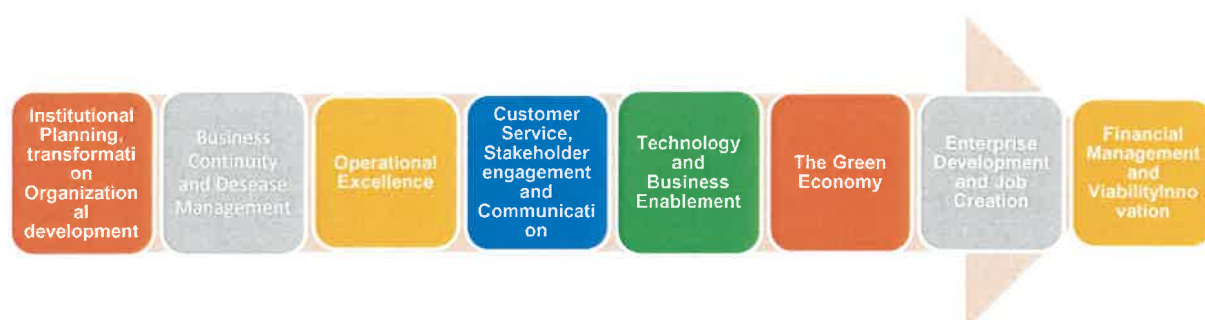 Institutional
Planning,
transformati
on
Organization
al
development
Business
Continuity
and Desease
Management
Operational
Excellence
Customer
Service,
Stakeholder
engagement
and
Communicati
on
Technology
and
Business
Enablement
The Green
Economy
Enterprise
Development
and Job
Creation
Financial
Management
and
ViabilityInno
vation